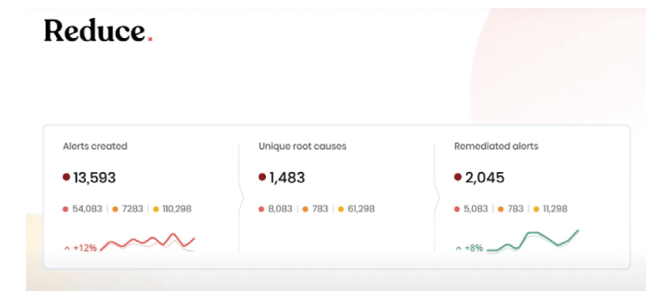 Reduce.
Alerts created
13,593
54,083 | 7283 | 110,298
+12%
Unique root causes
1,483
8,083 | 783 | 61,298
Remediated alerts
2,045
5,083 | 783 | 11,298
+8%